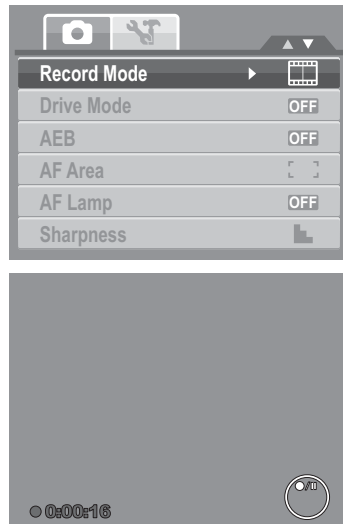 Record Mode
Drive Mode OFF
AEB OFF
AF Area
AF Lamp OFF
Sharpness
0:00:16